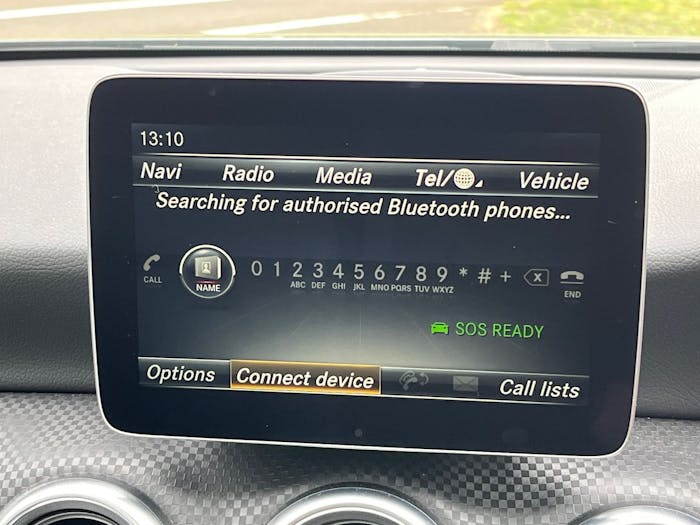 13:10
Navi Radio Media Tel/ Vehicle
Searching for authorised Bluetooth phones...
CALL NAME 0 1 2 3 4 5 6 7 8 9 * # + END
ABC DEF GHI JKL MNO PQRS TUV WXYZ
SOS READY
Options Connect device Call lists